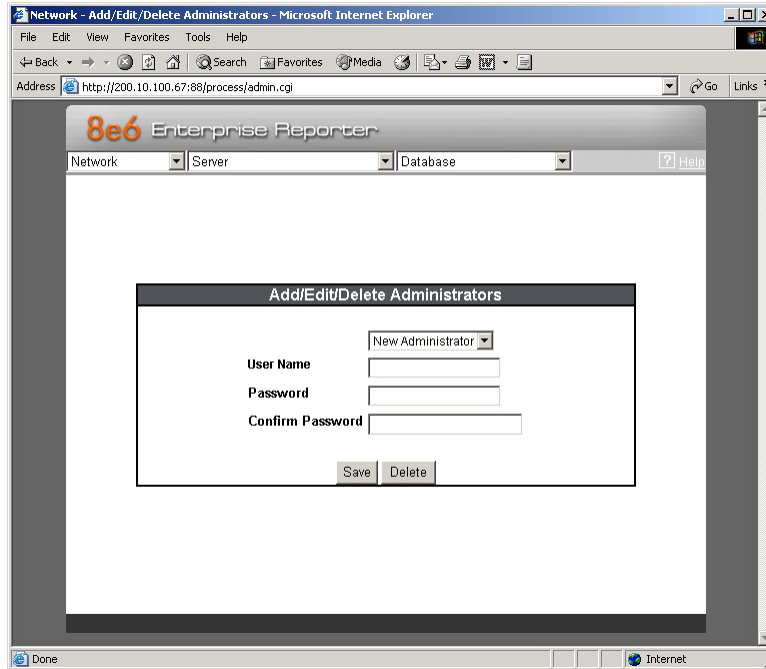 Network - Add/Edit/Delete Administrators - Microsoft Internet Explorer
File Edit View Favorites Tools Help
Back Search Favorites Media
Address http://200.10.100.67:88/process/admin.cgi Go Links
8e6 Enterprise Reporter
Network Server Database ? Help
Add/Edit/Delete Administrators
New Administrator
User Name
Password
Confirm Password
Save Delete
Done Internet